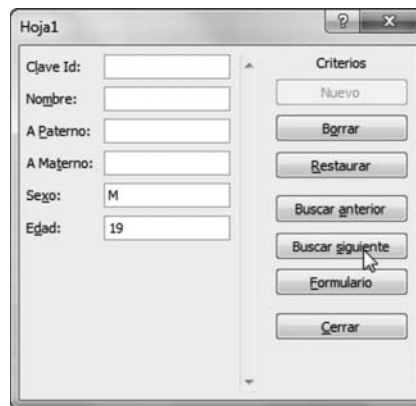 Hoja1
Clave Id:
Nombre:
A Paterno:
A Materno:
Sexo: M
Edad: 19
Criterios
Nuevo
Borrar
Restaurar
Buscar anterior
Buscar siguiente
Formulario
Cerrar